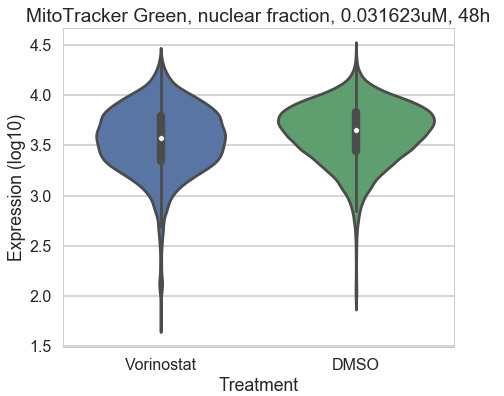 MitoTracker Green, nuclear fraction, 0.031623uM, 48h
4.5
4.0
3.5
3.0
2.5
2.0
1.5
Expression (log10)
Vorinostat
DMSO
Treatment